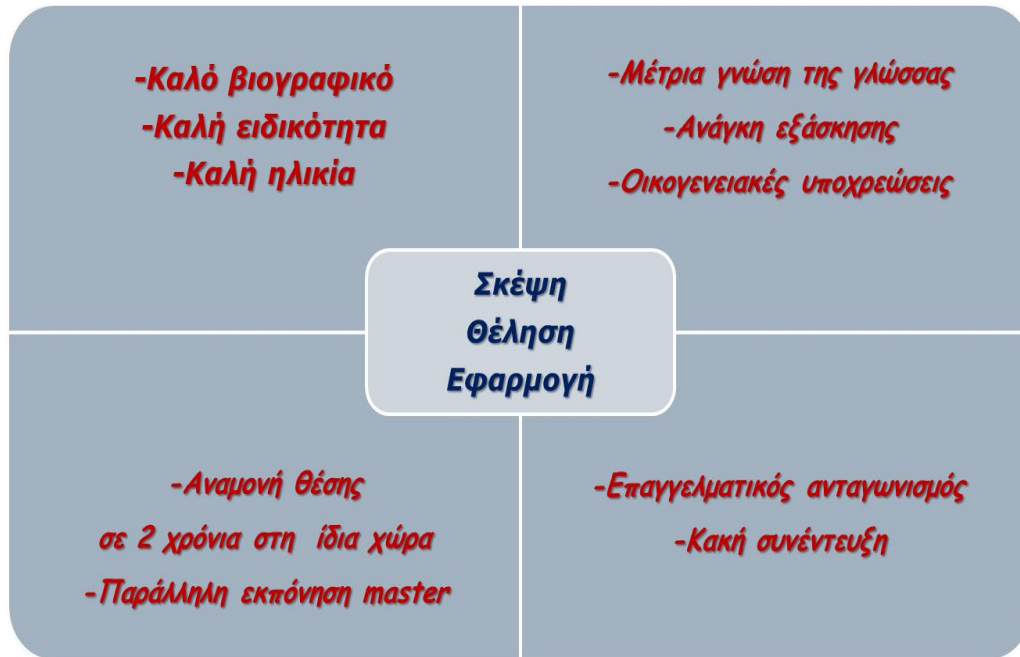 -Καλό βιογραφικό
-Καλή ειδικότητα
-Καλή ηλικία
-Μέτρια γνώση της γλώσσας
-Ανάγκη εξάσκησης
-Οικογενειακές υποχρεώσεις
Σκέψη
Θέληση
Εφαρμογή
-Αναμονή θέσης
σε 2 χρόνια στη ίδια χώρα
-Παράλληλη εκπόνηση master
-Επαγγελματικός ανταγωνισμός
-Κακή συνέντευξη